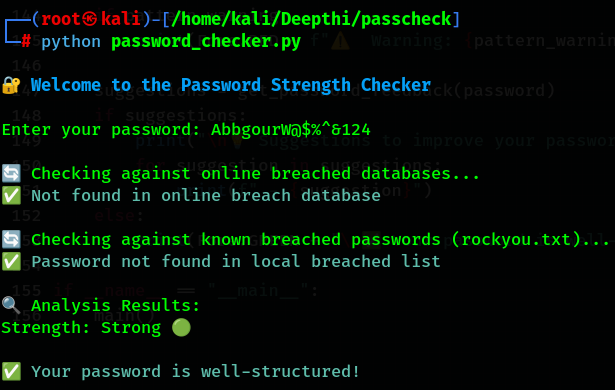 ┌──(root㉿kali)-[/home/kali/Deepthi/passcheck]
└─# python password_checker.py
🔐 Welcome to the Password Strength Checker
Enter your password: AbbgourW@$%^&124
🔄 Checking against online breached databases...
✅ Not found in online breach database
🔄 Checking against known breached passwords (rockyou.txt)...
✅ Password not found in local breached list
🔍 Analysis Results:
Strength: Strong 🟢
✅ Your password is well-structured!